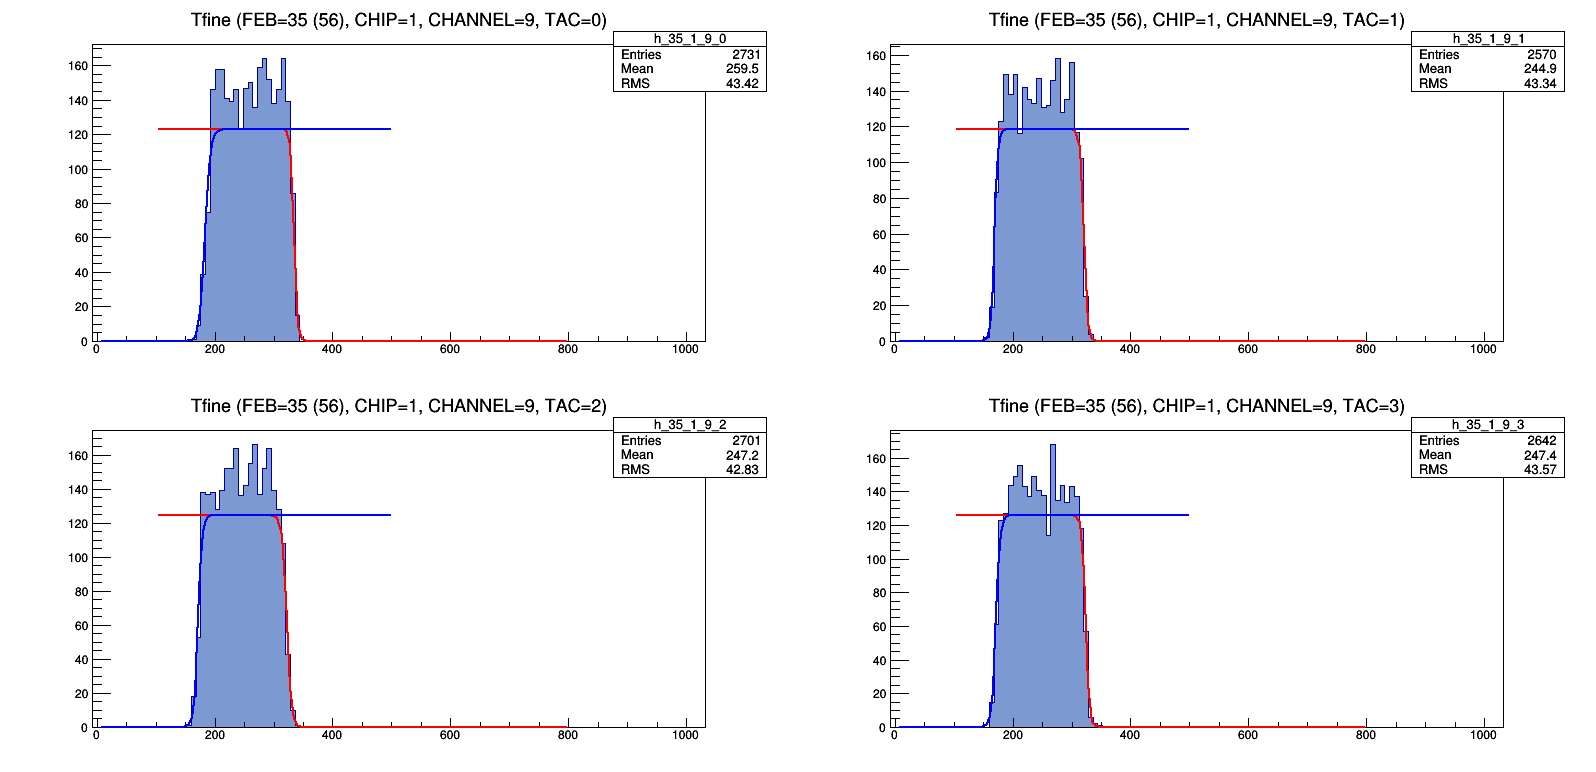 Tfine (FEB=35 (56), CHIP=1, CHANNEL=9, TAC=0)
h_35_1_9_0
Entries 2731
Mean 259.5
RMS 43.42
160
140
120
100
80
60
40
20
0
0 200 400 600 800 1000
Tfine (FEB=35 (56), CHIP=1, CHANNEL=9, TAC=1)
h_35_1_9_1
Entries 2570
Mean 244.9
RMS 43.34
160
140
120
100
80
60
40
20
0
0 200 400 600 800 1000
Tfine (FEB=35 (56), CHIP=1, CHANNEL=9, TAC=2)
h_35_1_9_2
Entries 2701
Mean 247.2
RMS 42.83
160
140
120
100
80
60
40
20
0
0 200 400 600 800 1000
Tfine (FEB=35 (56), CHIP=1, CHANNEL=9, TAC=3)
h_35_1_9_3
Entries 2642
Mean 247.4
RMS 43.57
160
140
120
100
80
60
40
20
0
0 200 400 600 800 1000